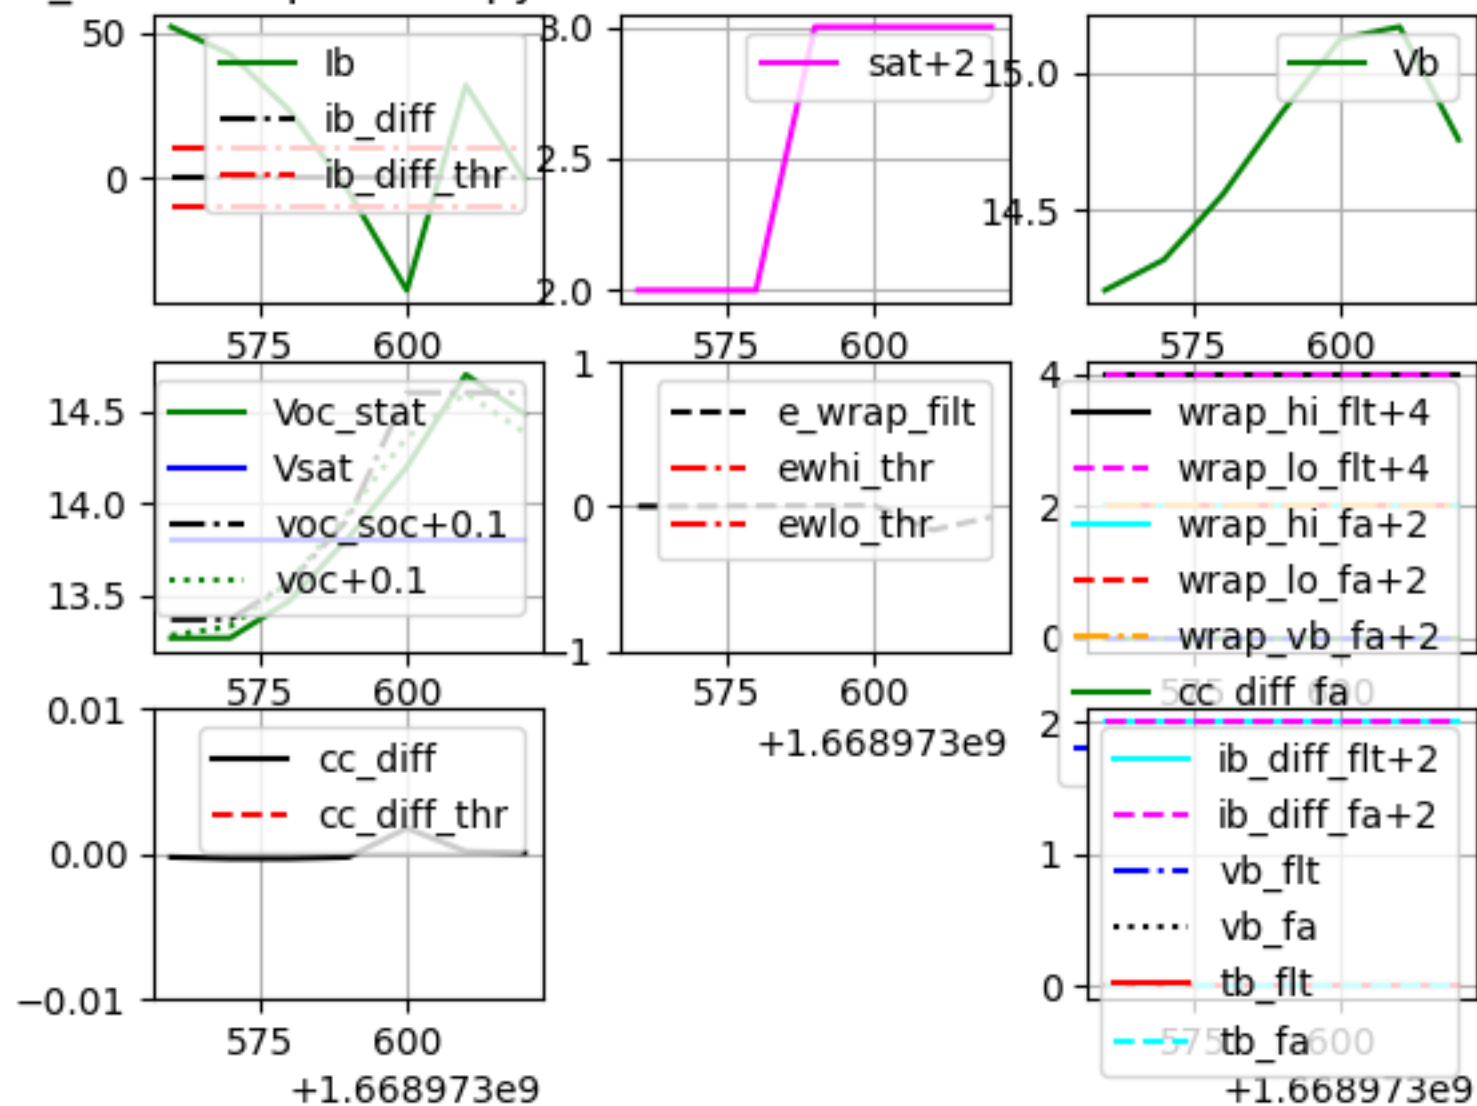 50
0
Ib
ib_diff
ib_diff_thr
575
600
3.0
2.5
2.0
sat+2
575
600
15.0
14.5
Vb
575
600
14.5
14.0
13.5
Voc_stat
Vsat
voc_soc+0.1
voc+0.1
575
600
1
0
−1
e_wrap_filt
ewhi_thr
ewlo_thr
575
600
+1.668973e9
4
2
0
wrap_hi_flt+4
wrap_lo_flt+4
wrap_hi_fa+2
wrap_lo_fa+2
wrap_vb_fa+2
cc_diff_fa
575
600
0.01
0.00
−0.01
cc_diff
cc_diff_thr
575
600
+1.668973e9
2
1
0
ib_diff_flt+2
ib_diff_fa+2
vb_flt
vb_fa
tb_flt
tb_fa
575
600
+1.668973e9